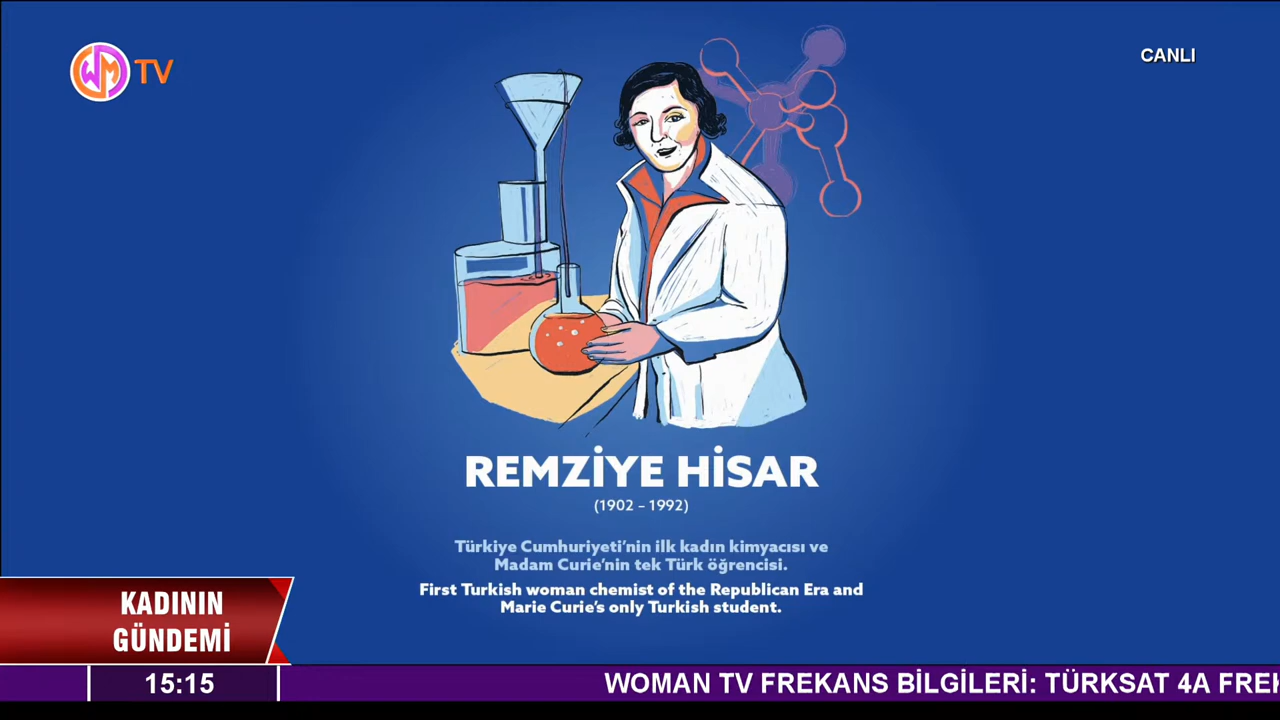 WM TV
CANLI
REMZİYE HİSAR
(1902 – 1992)
Türkiye Cumhuriyeti’nin ilk kadın kimyacısı ve
Madam Curie’nin tek Türk öğrencisi.
First Turkish woman chemist of the Republican Era and
Marie Curie’s only Turkish student.
KADININ
GÜNDEMİ
15:15
WOMAN TV FREKANS BİLGİLERİ: TÜRKSAT 4A FREK